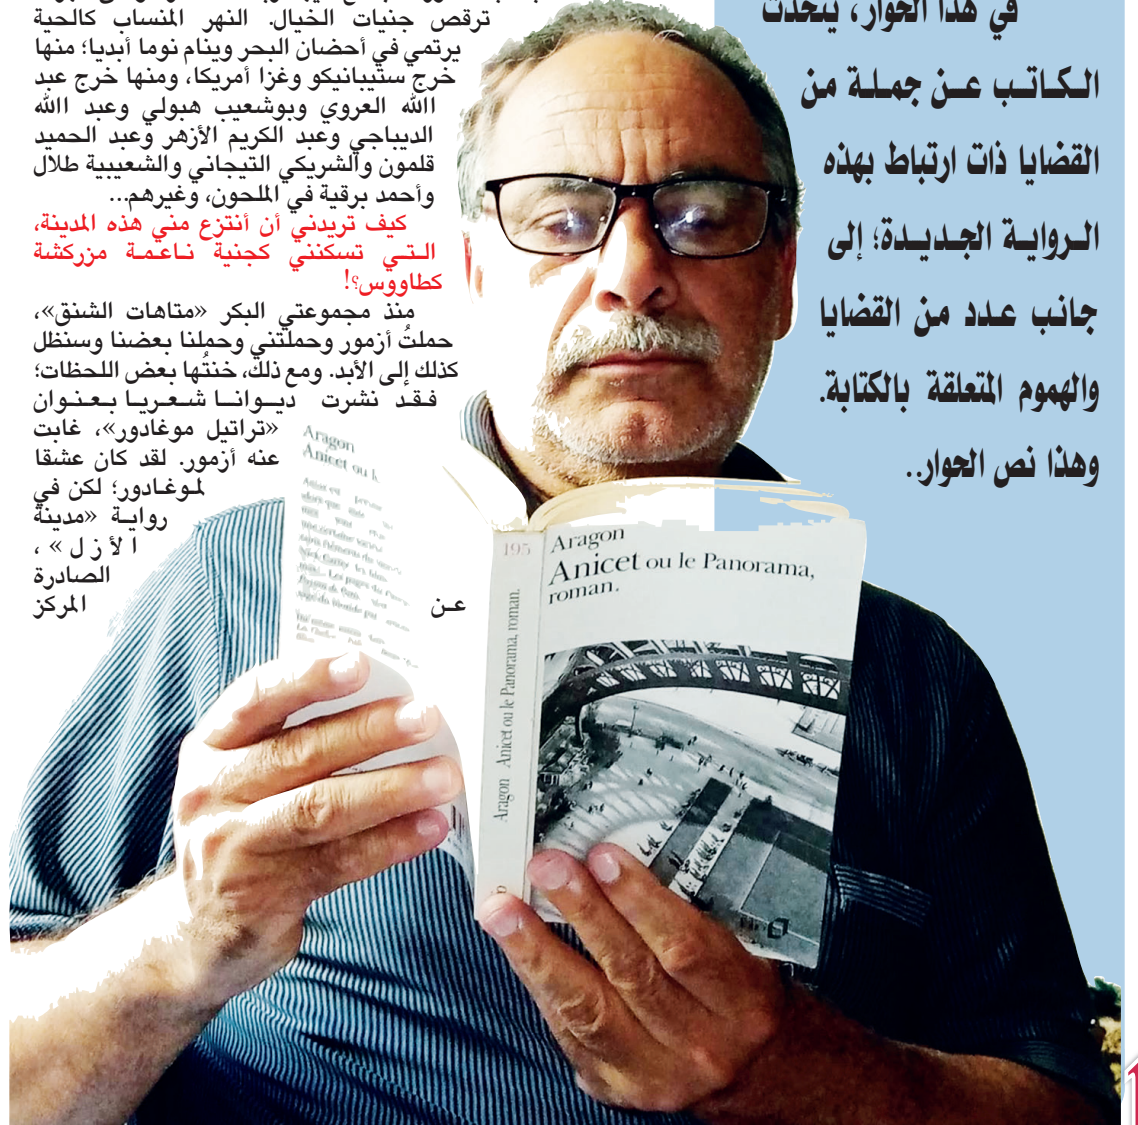 في هذا الحوار، يتحدث
الكاتب عن جملة من
القضايا ذات ارتباط بهذه
الرواية الجديدة؛ إلى
جانب عدد من القضايا
والهموم المتعلقة بالكتابة.
وهذا نص الحوار..
ترقص جنيات الخيال. النهر المنساب كالحية
يرتمي في أحضان البحر وينام نوما أبديا؛ منها
خرج ستيبانيكو وغزا أمريكا، ومنها خرج عبد
االله العروي وبوشعيب هبولي وعبد االله
الديباجي وعبد الكريم الأزهر وعبد الحميد
قلمون والشريكي التيجاني والشعيبية طلال
وأحمد برقية في الملحون، وغيرهم...
كيف تريدني أن أنتزع مني هذه المدينة،
التي تسكنني كجنية ناعمة مزركشة
كطاووس؟!
منذ مجموعتي البكر «متاهات الشنق»،
حملتُ أزمور وحملتني وحملنا بعضنا وسنظل
كذلك إلى الأبد. ومع ذلك، خنتُها بعض اللحظات؛
فقد نشرت ديوانا شعريا بعنوان
«تراتيل موغادور»، غابت
عنه أزمور. لقد كان عشقا
لموغادور؛ لكن في
رواية «مدينة
الأزل»،
الصادرة
عن المركز
Aragon
Anicet ou l
195
Aragon
Anicet ou le Panorama,
roman.
Aragon Anicet ou le Panorama, roman.